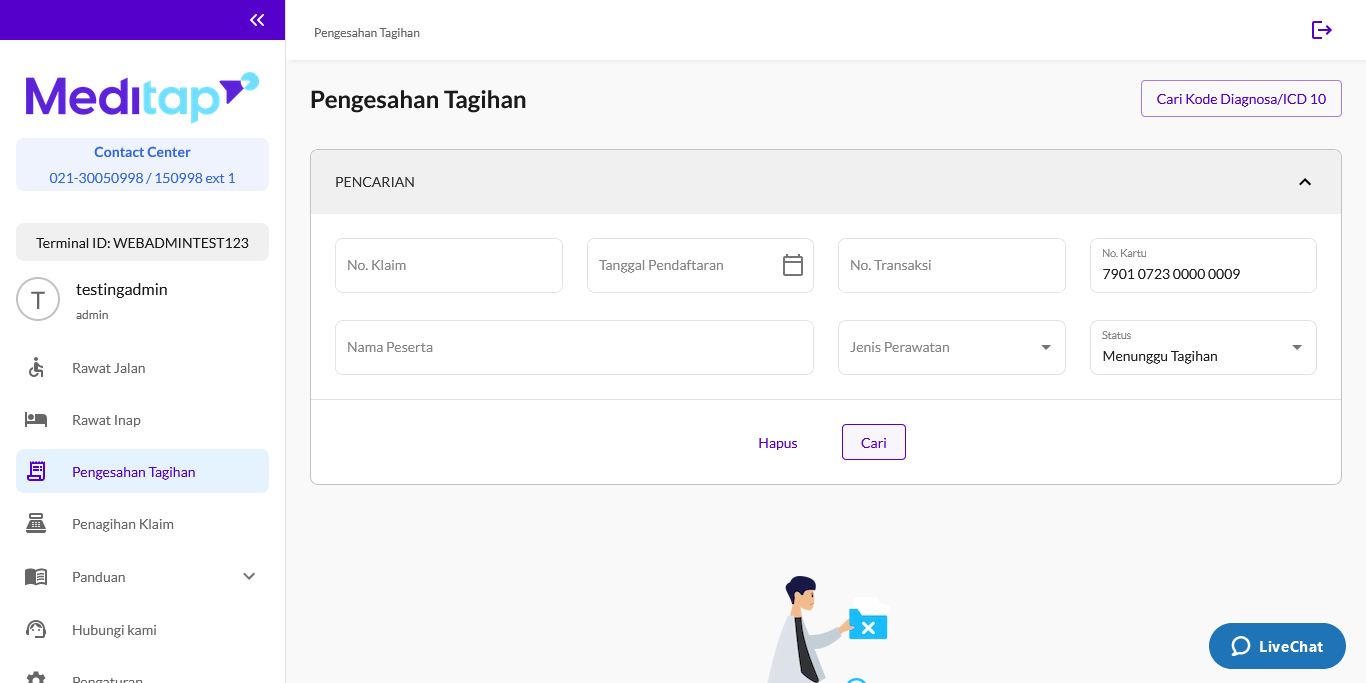 Meditap
Contact Center
021-30050998 / 150998 ext 1
Terminal ID: WEBADMINTEST123
T
testingadmin
admin
Rawat Jalan
Rawat Inap
Pengesahan Tagihan
Penagihan Klaim
Panduan
Hubungi kami
Pengaturan
Pengesahan Tagihan
Pengesahan Tagihan
Cari Kode Diagnosa/ICD 10
PENCARIAN
No. Klaim
Tanggal Pendaftaran
No. Transaksi
No. Kartu
7901 0723 0000 0009
Nama Peserta
Jenis Perawatan
Status
Menunggu Tagihan
Hapus
Cari
LiveChat